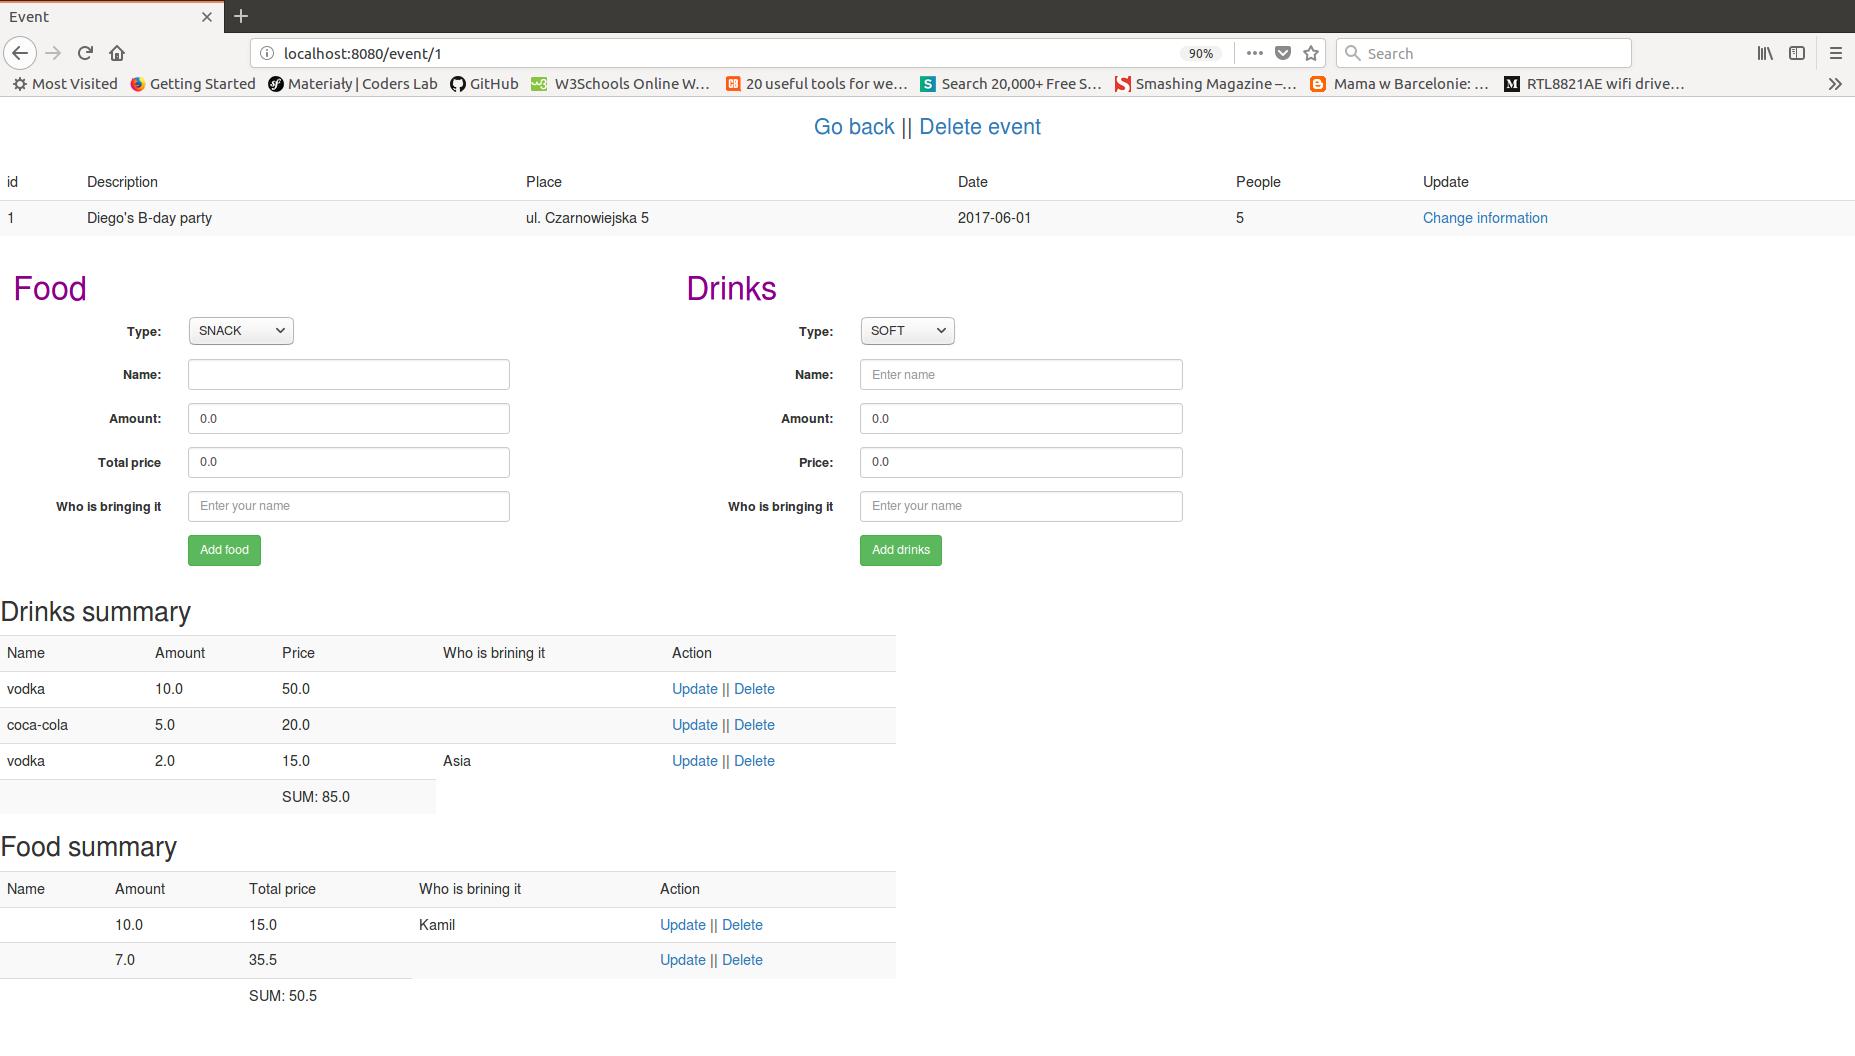 Event
localhost:8080/event/1 90% Search
Most Visited Getting Started Materiały | Coders Lab GitHub W3Schools Online W... 20 useful tools for we... Search 20,000+ Free S... Smashing Magazine –... Mama w Barcelonie: ... RTL8821AE wifi drive...
Go back || Delete event
id Description Place Date People Update
1 Diego's B-day party ul. Czarnowiejska 5 2017-06-01 5 Change information
Food Drinks
Type: SNACK Type: SOFT
Name: Name: Enter name
Amount: 0.0 Amount: 0.0
Total price 0.0 Price: 0.0
Who is bringing it Enter your name Who is bringing it Enter your name
Add food Add drinks
Drinks summary
Name Amount Price Who is brining it Action
vodka 10.0 50.0 Update || Delete
coca-cola 5.0 20.0 Update || Delete
vodka 2.0 15.0 Asia Update || Delete
SUM: 85.0
Food summary
Name Amount Total price Who is brining it Action
10.0 15.0 Kamil Update || Delete
7.0 35.5 Update || Delete
SUM: 50.5